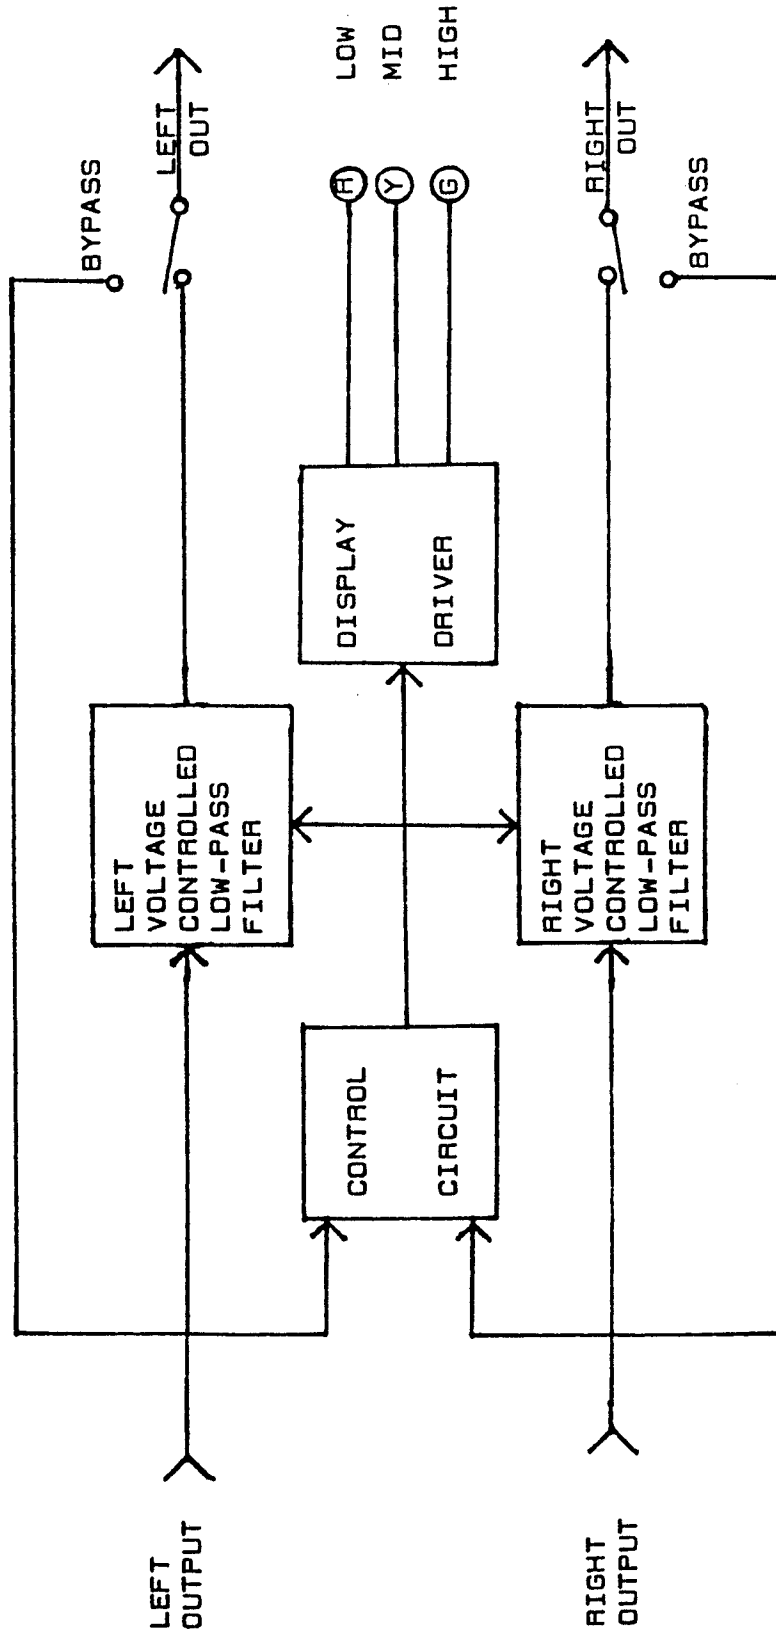 LEFT
OUTPUT
LEFT
VOLTAGE
CONTROLLED
LOW-PASS
FILTER
BYPASS
LEFT
OUT
CONTROL
CIRCUIT
DISPLAY
DRIVER
R
LOW
Y
MID
G
HIGH
RIGHT
OUTPUT
RIGHT
VOLTAGE
CONTROLLED
LOW-PASS
FILTER
RIGHT
OUT
BYPASS